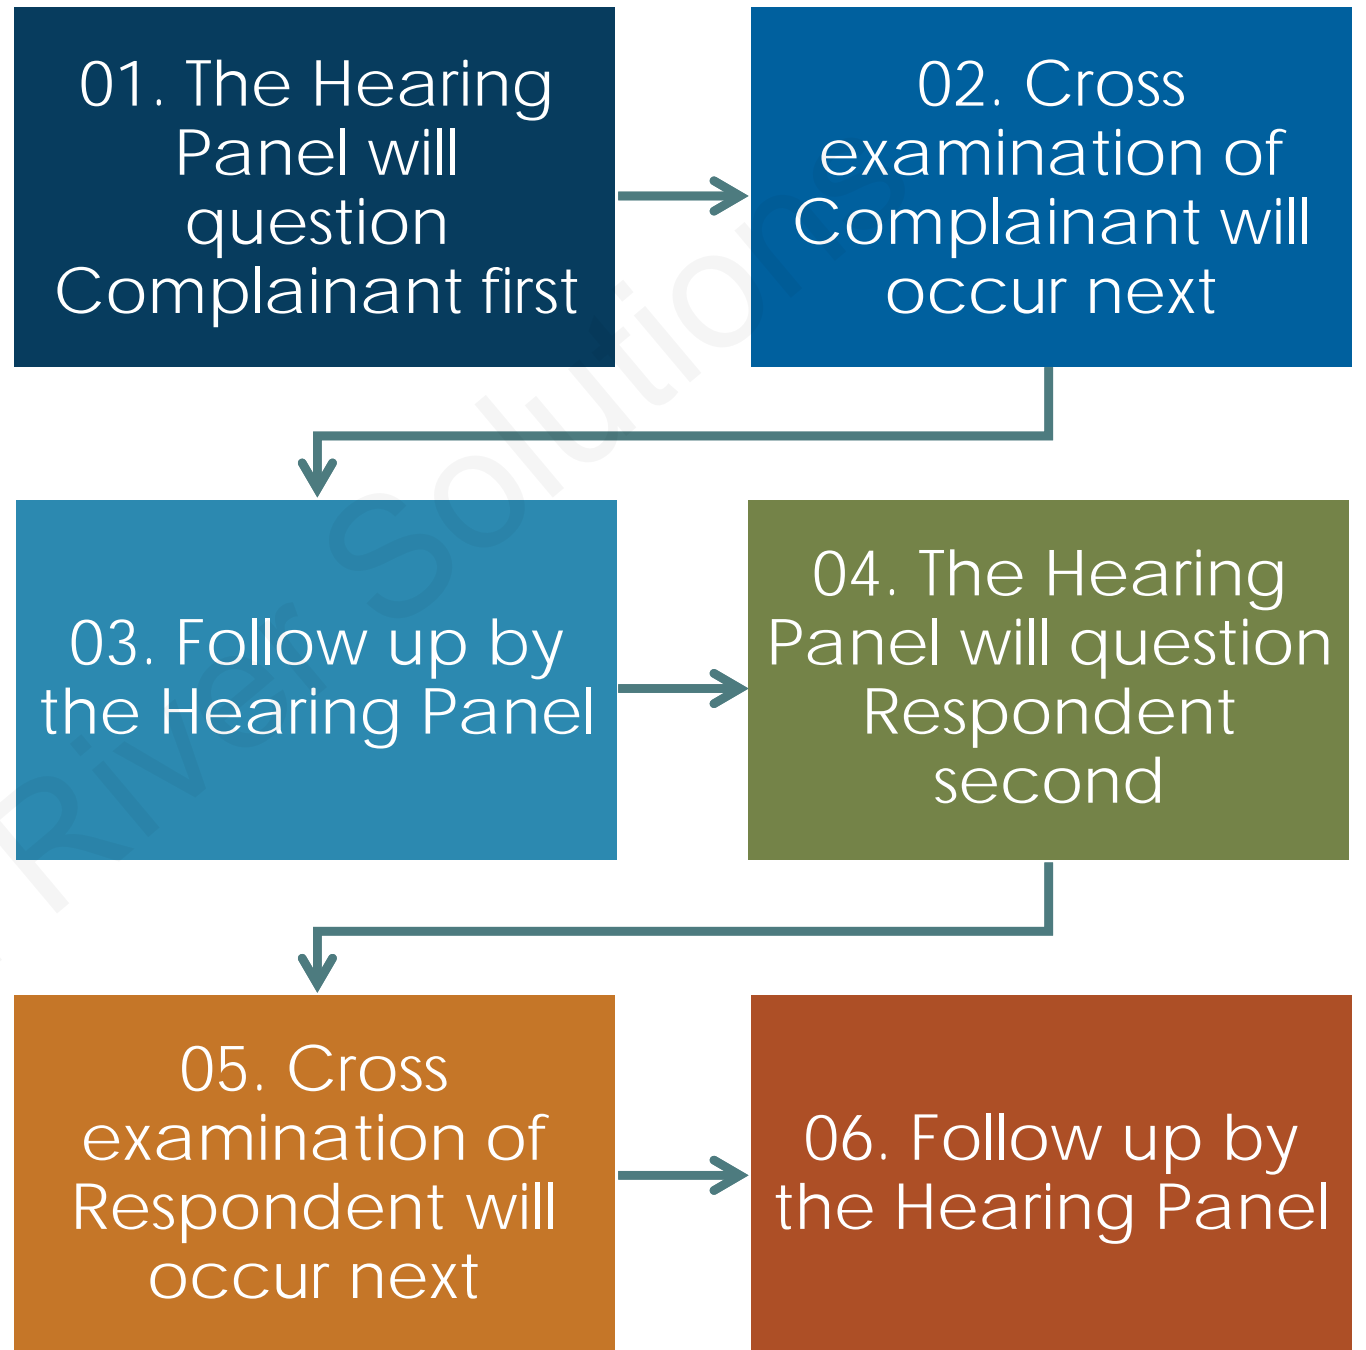 01. The Hearing
Panel will
question
Complainant first
02. Cross
examination of
Complainant will
occur next
03. Follow up by
the Hearing Panel
04. The Hearing
Panel will question
Respondent
second
05. Cross
examination of
Respondent will
occur next
06. Follow up by
the Hearing Panel
River Solutions